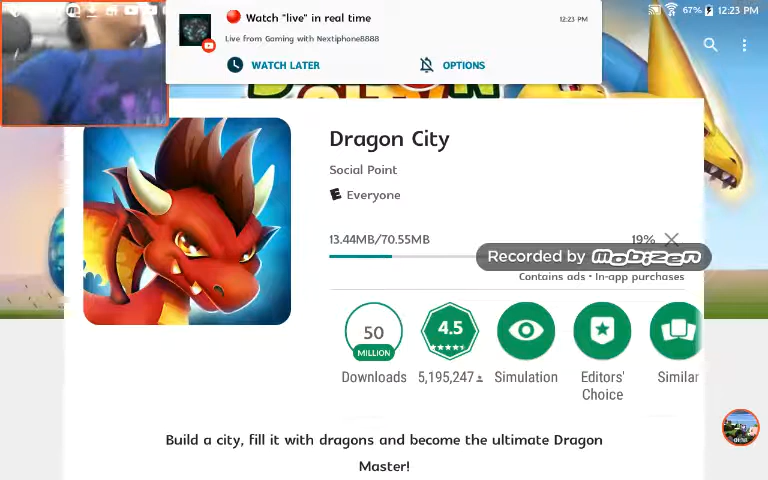 Watch "live" in real time
12:23 PM
Live from Gaming with Nextiphone8888
WATCH LATER
OPTIONS
67% 12:23 PM
Dragon City
Social Point
E Everyone
13.44MB/70.55MB
19%
Recorded by MOBIZEN
Contains ads • In-app purchases
50 MILLION
4.5
Downloads
5,195,247
Simulation
Editors' Choice
Similar
Build a city, fill it with dragons and become the ultimate Dragon
Master!